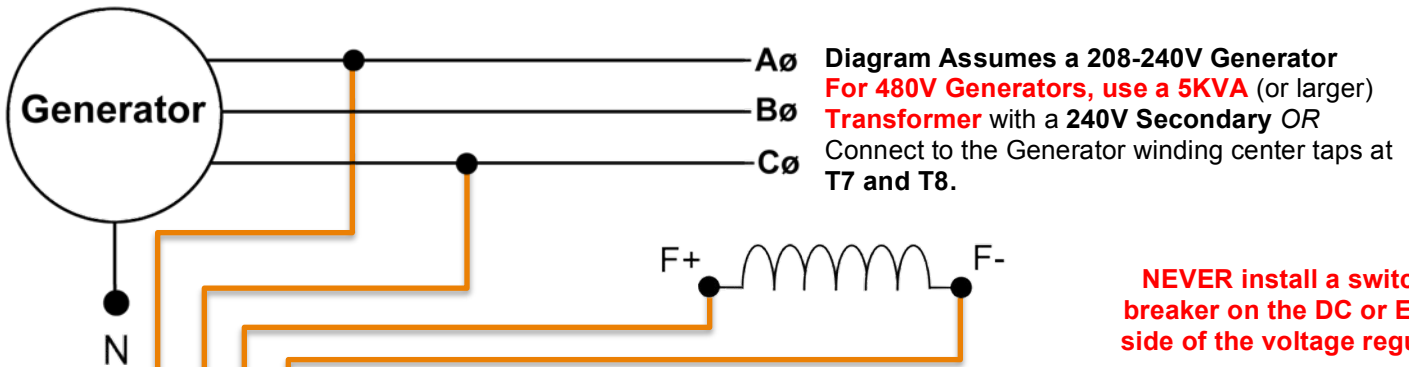 Generator
Aø
Bø
Cø
N
Diagram Assumes a 208-240V Generator
For 480V Generators, use a 5KVA (or larger)
Transformer with a 240V Secondary OR
Connect to the Generator winding center taps at
T7 and T8.
F+
F-
NEVER install a switc
breaker on the DC or E
side of the voltage regu